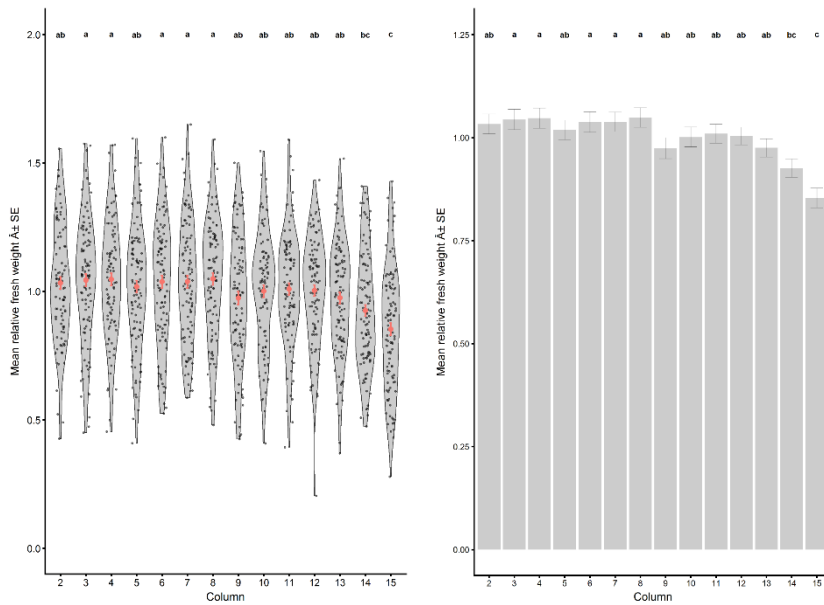 2.0
1.5
1.0
0.5
0.0
ab a a ab a a a ab ab ab ab ab bc c
Mean relative fresh weight Â± SE
2 3 4 5 6 7 8 9 10 11 12 13 14 15
Column
1.25
1.00
0.75
0.50
0.25
0.00
ab a a ab a a a ab ab ab ab ab bc c
Mean relative fresh weight Â± SE
2 3 4 5 6 7 8 9 10 11 12 13 14 15
Column